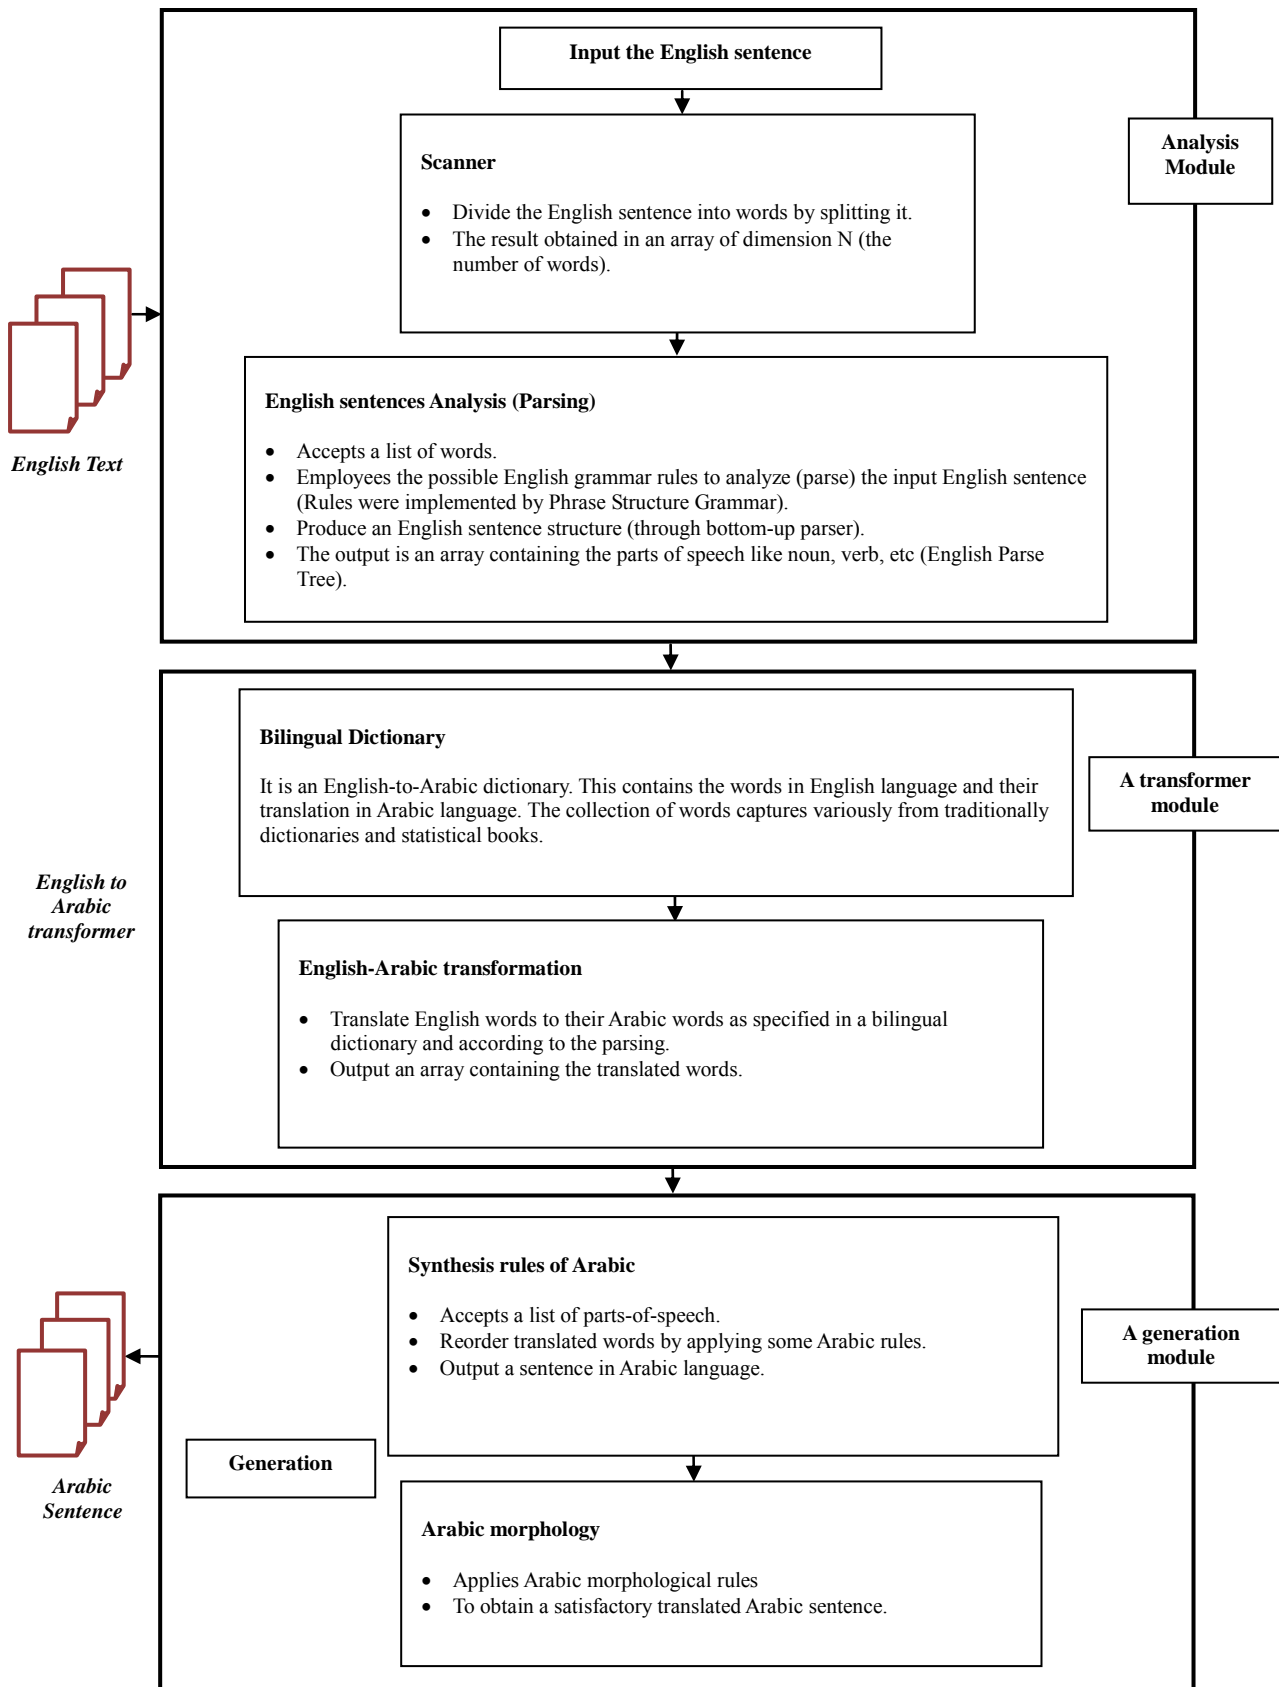 Input the English sentence
Analysis
Module
Scanner
• Divide the English sentence into words by splitting it.
• The result obtained in an array of dimension N (the
number of words).
English Text
English sentences Analysis (Parsing)
• Accepts a list of words.
• Employees the possible English grammar rules to analyze (parse) the input English sentence
(Rules were implemented by Phrase Structure Grammar).
• Produce an English sentence structure (through bottom-up parser).
• The output is an array containing the parts of speech like noun, verb, etc (English Parse
Tree).
Bilingual Dictionary
It is an English-to-Arabic dictionary. This contains the words in English language and their
translation in Arabic language. The collection of words captures variously from traditionally
dictionaries and statistical books.
A transformer
module
English to
Arabic
transformer
English-Arabic transformation
• Translate English words to their Arabic words as specified in a bilingual
dictionary and according to the parsing.
• Output an array containing the translated words.
Synthesis rules of Arabic
• Accepts a list of parts-of-speech.
• Reorder translated words by applying some Arabic rules.
• Output a sentence in Arabic language.
A generation
module
Generation
Arabic
Sentence
Arabic morphology
• Applies Arabic morphological rules
• To obtain a satisfactory translated Arabic sentence.